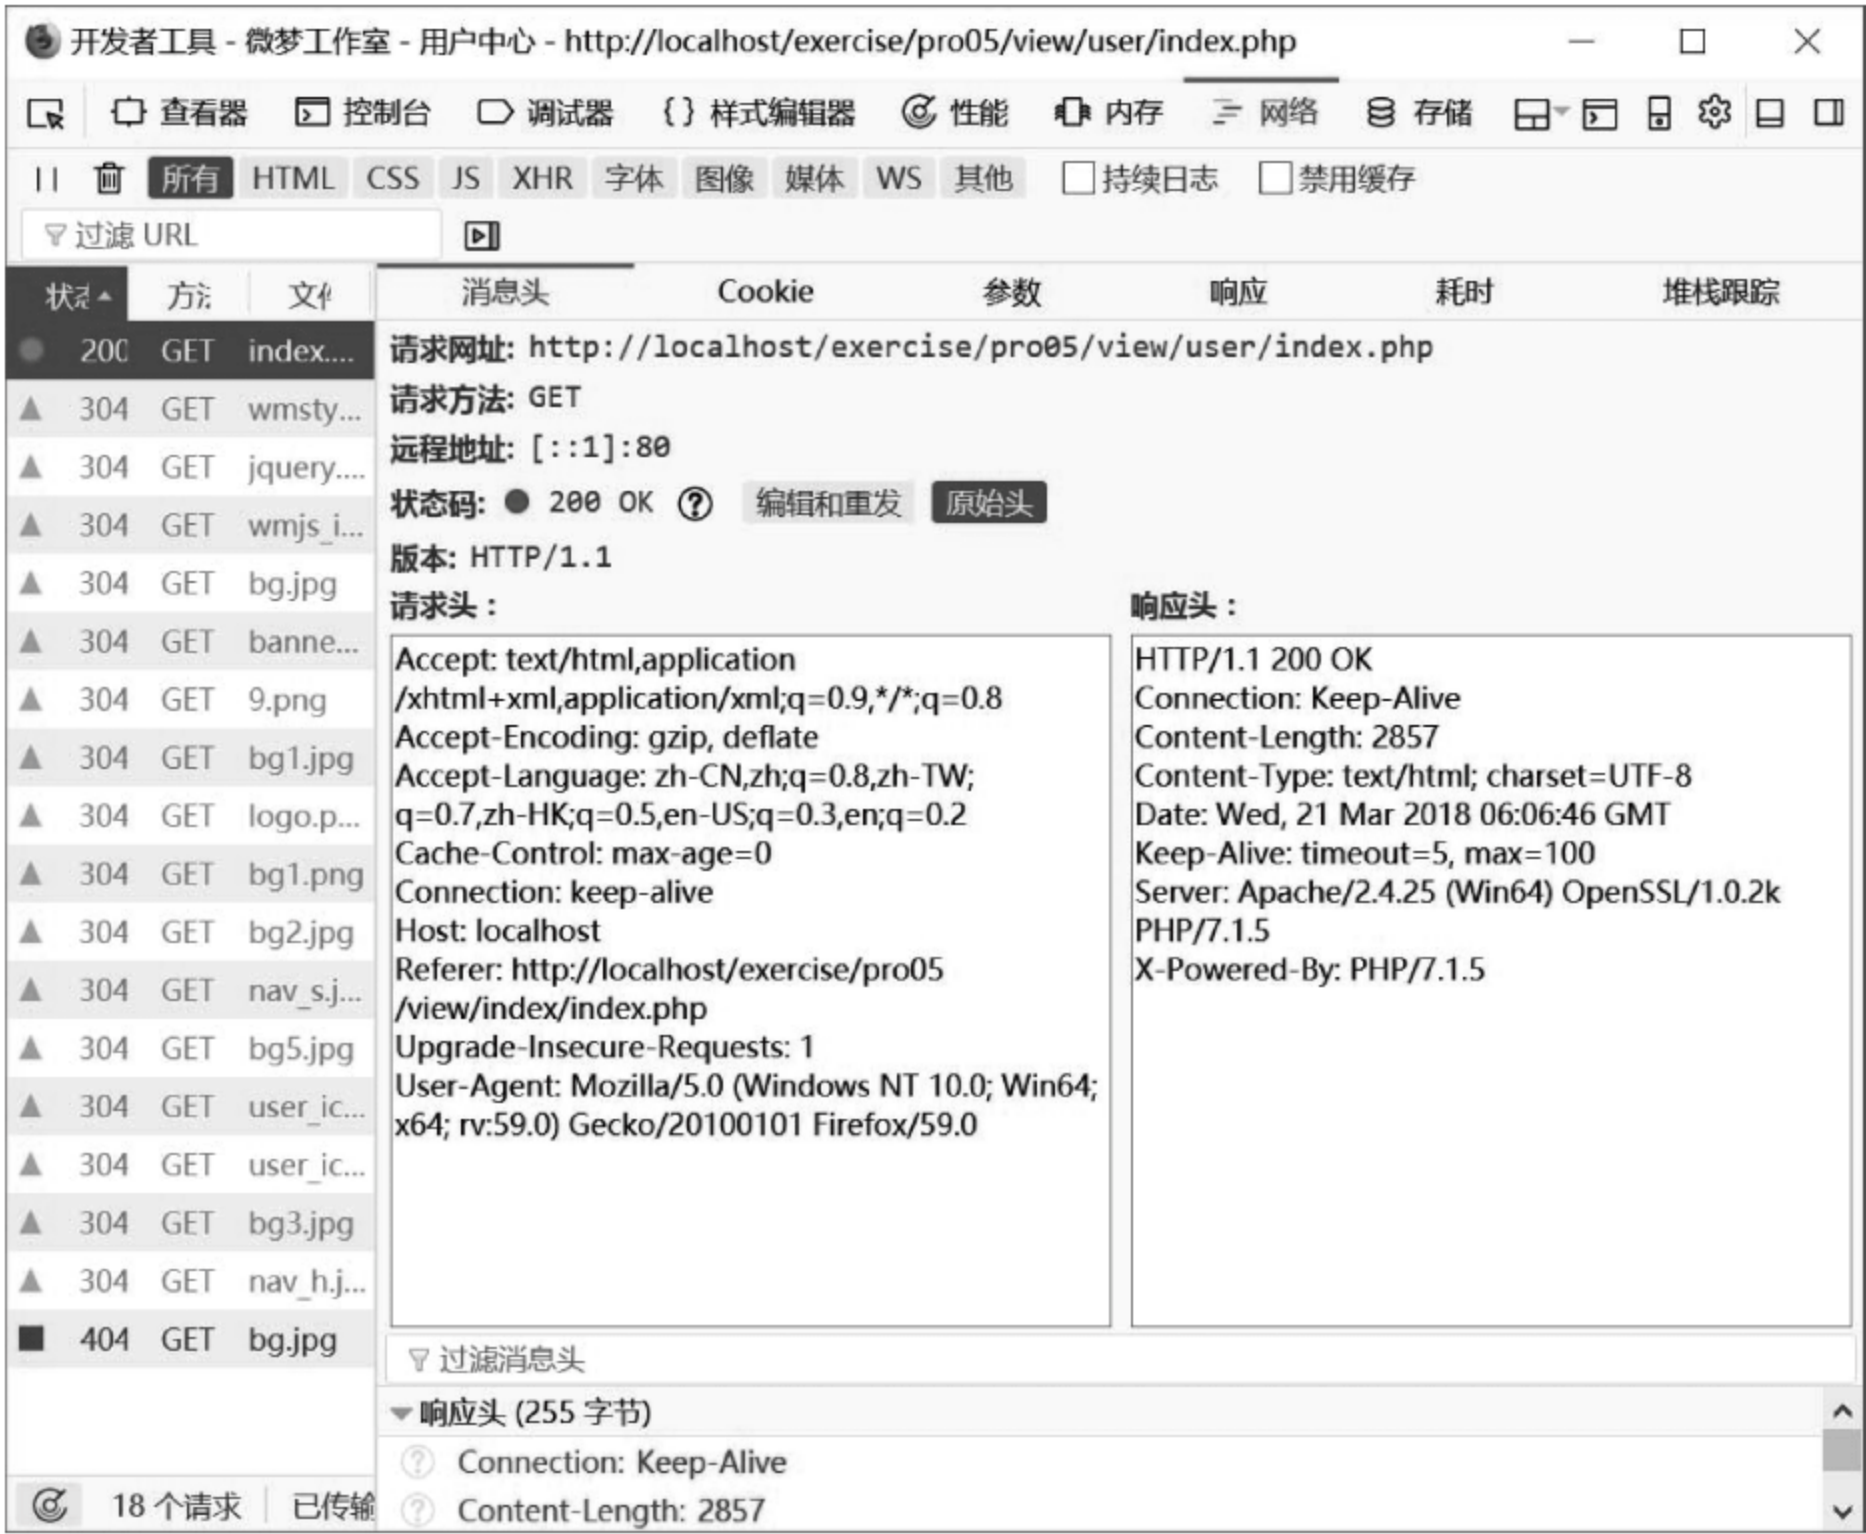 开发者工具 - 微梦工作室 - 用户中心 - http://localhost/exercise/pro05/view/user/index.php
查看器 控制台 调试器 {} 样式编辑器 性能 内存 网络 存储
所有 HTML CSS JS XHR 字体 图像 媒体 WS 其他 持续日志 禁用缓存
过滤 URL
消息头 Cookie 参数 响应 耗时 堆栈跟踪
200 GET index....
304 GET wmsty...
304 GET jquery....
304 GET wmjs_i...
304 GET bg.jpg
304 GET banne...
304 GET 9.png
304 GET bg1.jpg
304 GET logo.p...
304 GET bg1.png
304 GET bg2.jpg
304 GET nav_s.j...
304 GET bg5.jpg
304 GET user_ic...
304 GET user_ic...
304 GET bg3.jpg
304 GET nav_h.j...
404 GET bg.jpg
18 个请求 已传输
请求网址: http://localhost/exercise/pro05/view/user/index.php
请求方法: GET
远程地址: [::1]:80
状态码: 200 OK 编辑和重发 原始头
版本: HTTP/1.1
请求头：
Accept: text/html,application
/xhtml+xml,application/xml;q=0.9,*/*;q=0.8
Accept-Encoding: gzip, deflate
Accept-Language: zh-CN,zh;q=0.8,zh-TW;
q=0.7,zh-HK;q=0.5,en-US;q=0.3,en;q=0.2
Cache-Control: max-age=0
Connection: keep-alive
Host: localhost
Referer: http://localhost/exercise/pro05
/view/index/index.php
Upgrade-Insecure-Requests: 1
User-Agent: Mozilla/5.0 (Windows NT 10.0; Win64;
x64; rv:59.0) Gecko/20100101 Firefox/59.0
响应头：
HTTP/1.1 200 OK
Connection: Keep-Alive
Content-Length: 2857
Content-Type: text/html; charset=UTF-8
Date: Wed, 21 Mar 2018 06:06:46 GMT
Keep-Alive: timeout=5, max=100
Server: Apache/2.4.25 (Win64) OpenSSL/1.0.2k
PHP/7.1.5
X-Powered-By: PHP/7.1.5
过滤消息头
响应头 (255 字节)
Connection: Keep-Alive
Content-Length: 2857